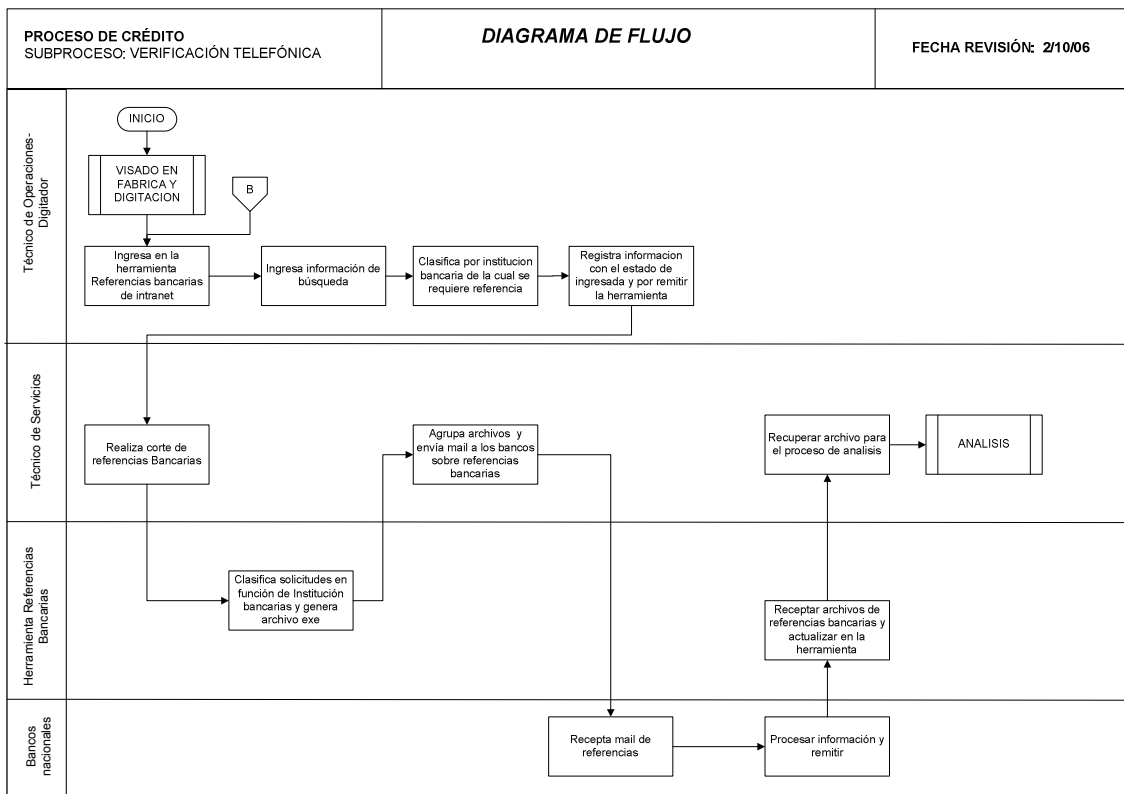 PROCESO DE CRÉDITO
SUBPROCESO: VERIFICACIÓN TELEFÓNICA
DIAGRAMA DE FLUJO
FECHA REVISIÓN: 2/10/06
Técnico de Operaciones-
Digitador
INICIO
VISADO EN
FABRICA Y
DIGITACION
B
Ingresa en la
herramienta
Referencias bancarias
de intranet
Ingresa información de
búsqueda
Clasifica por institucion
bancaria de la cual se
requiere referencia
Registra informacion
con el estado de
ingresada y por remitir
la herramienta
Técnico de Servicios
Realiza corte de
referencias Bancarias
Agrupa archivos y
envía mail a los bancos
sobre referencias
bancarias
Recuperar archivo para
el proceso de analisis
ANALISIS
Herramienta Referencias
Bancarias
Clasifica solicitudes en
función de Institución
bancarias y genera
archivo exe
Receptar archivos de
referencias bancarias y
actualizar en la
herramienta
Bancos
nacionales
Recepta mail de
referencias
Procesar información y
remitir